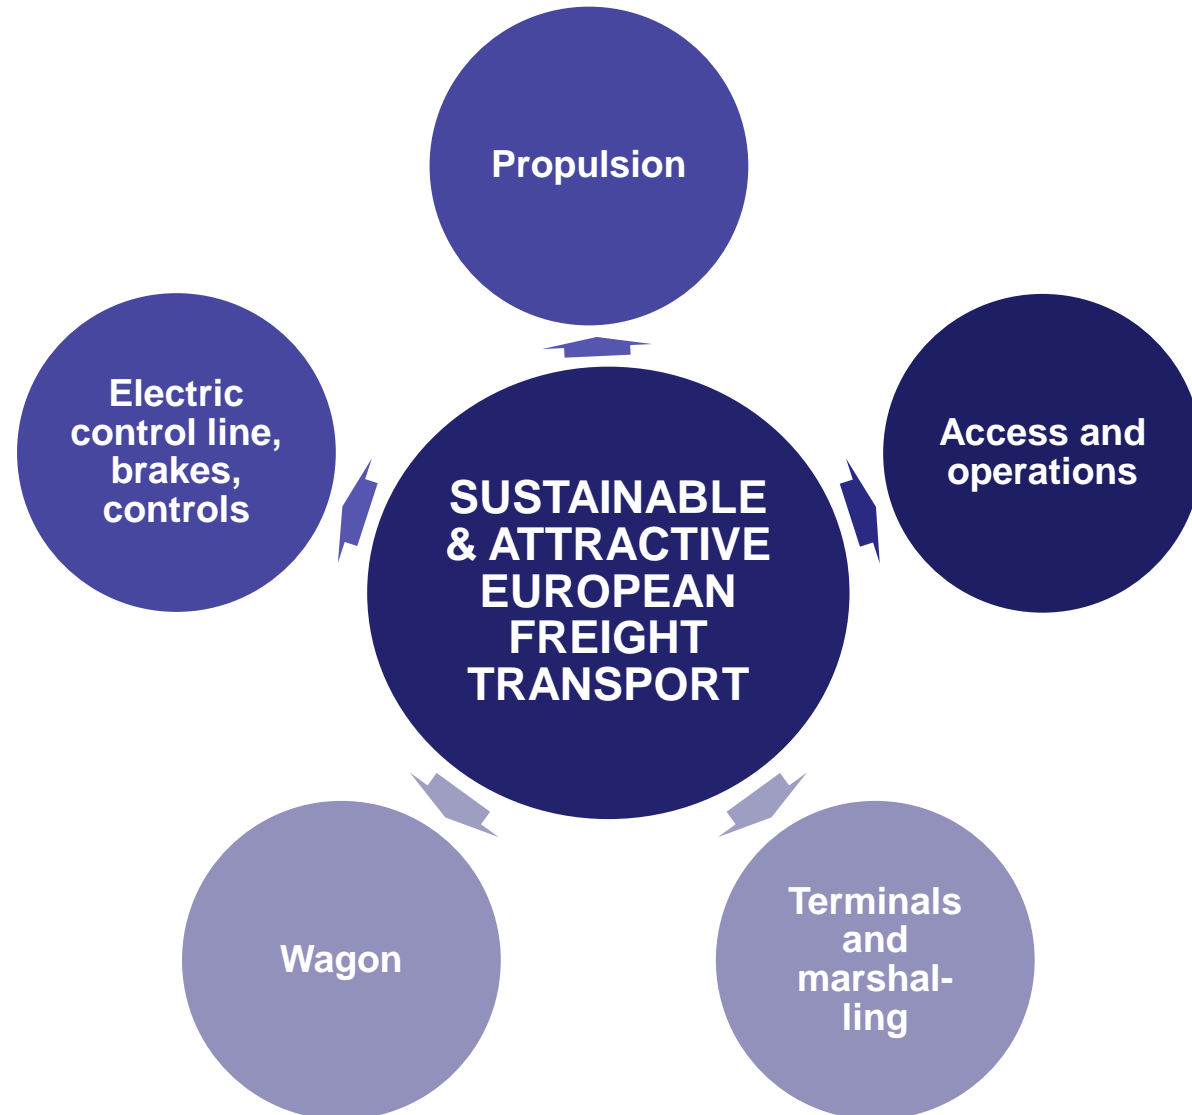 Propulsion
Electric
control line,
brakes,
controls
Access and
operations
SUSTAINABLE
& ATTRACTIVE
EUROPEAN
FREIGHT
TRANSPORT
Wagon
Terminals
and
marshal-
ling